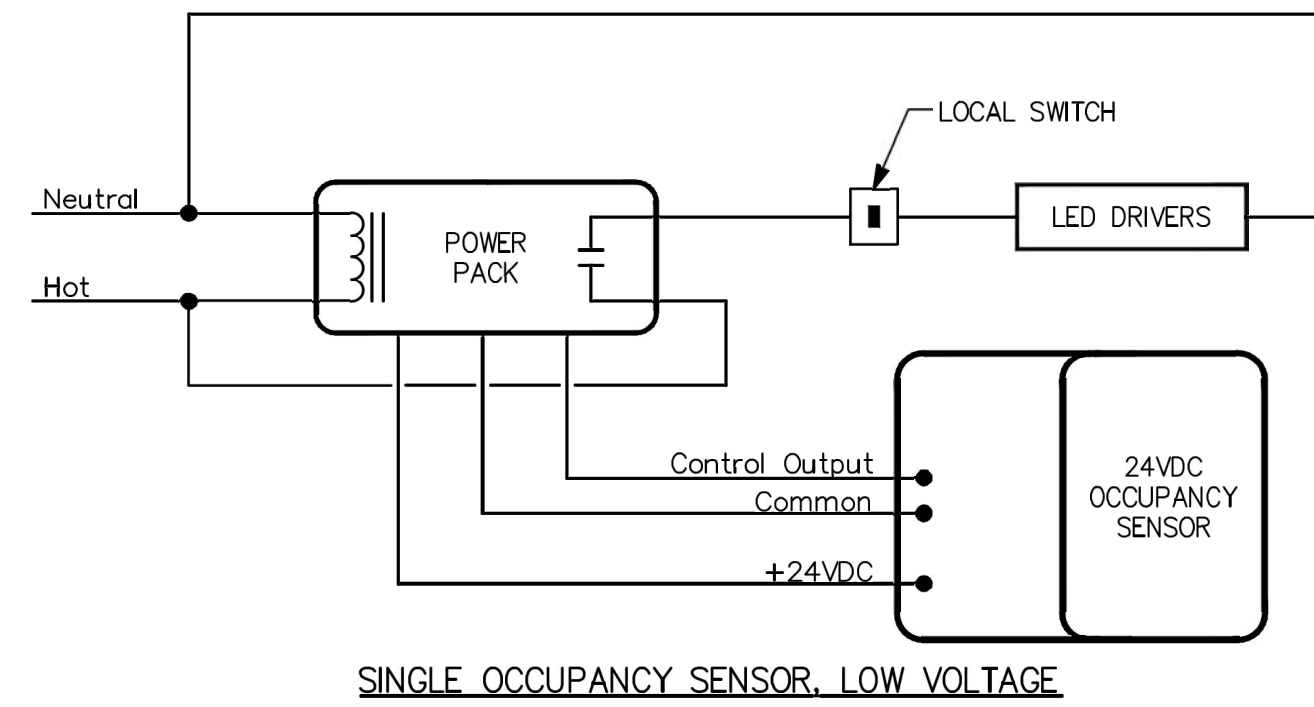 LOCAL SWITCH
Neutral
POWER
PACK
LED DRIVERS
Hot
Control Output
Common
+24VDC
24VDC
OCCUPANCY
SENSOR
SINGLE OCCUPANCY SENSOR, LOW VOLTAGE